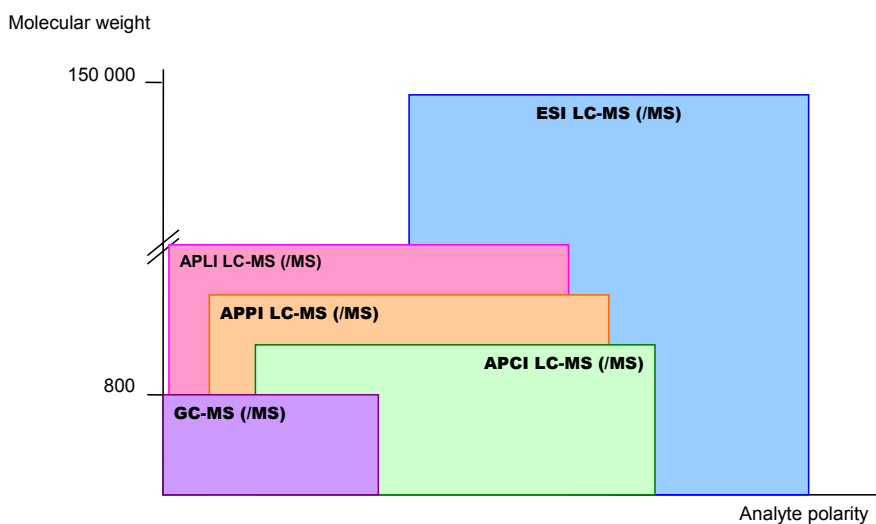 Molecular weight
150 000
ESI LC-MS (/MS)
APLI LC-MS (/MS)
APPI LC-MS (/MS)
APCI LC-MS (/MS)
800
GC-MS (/MS)
Analyte polarity